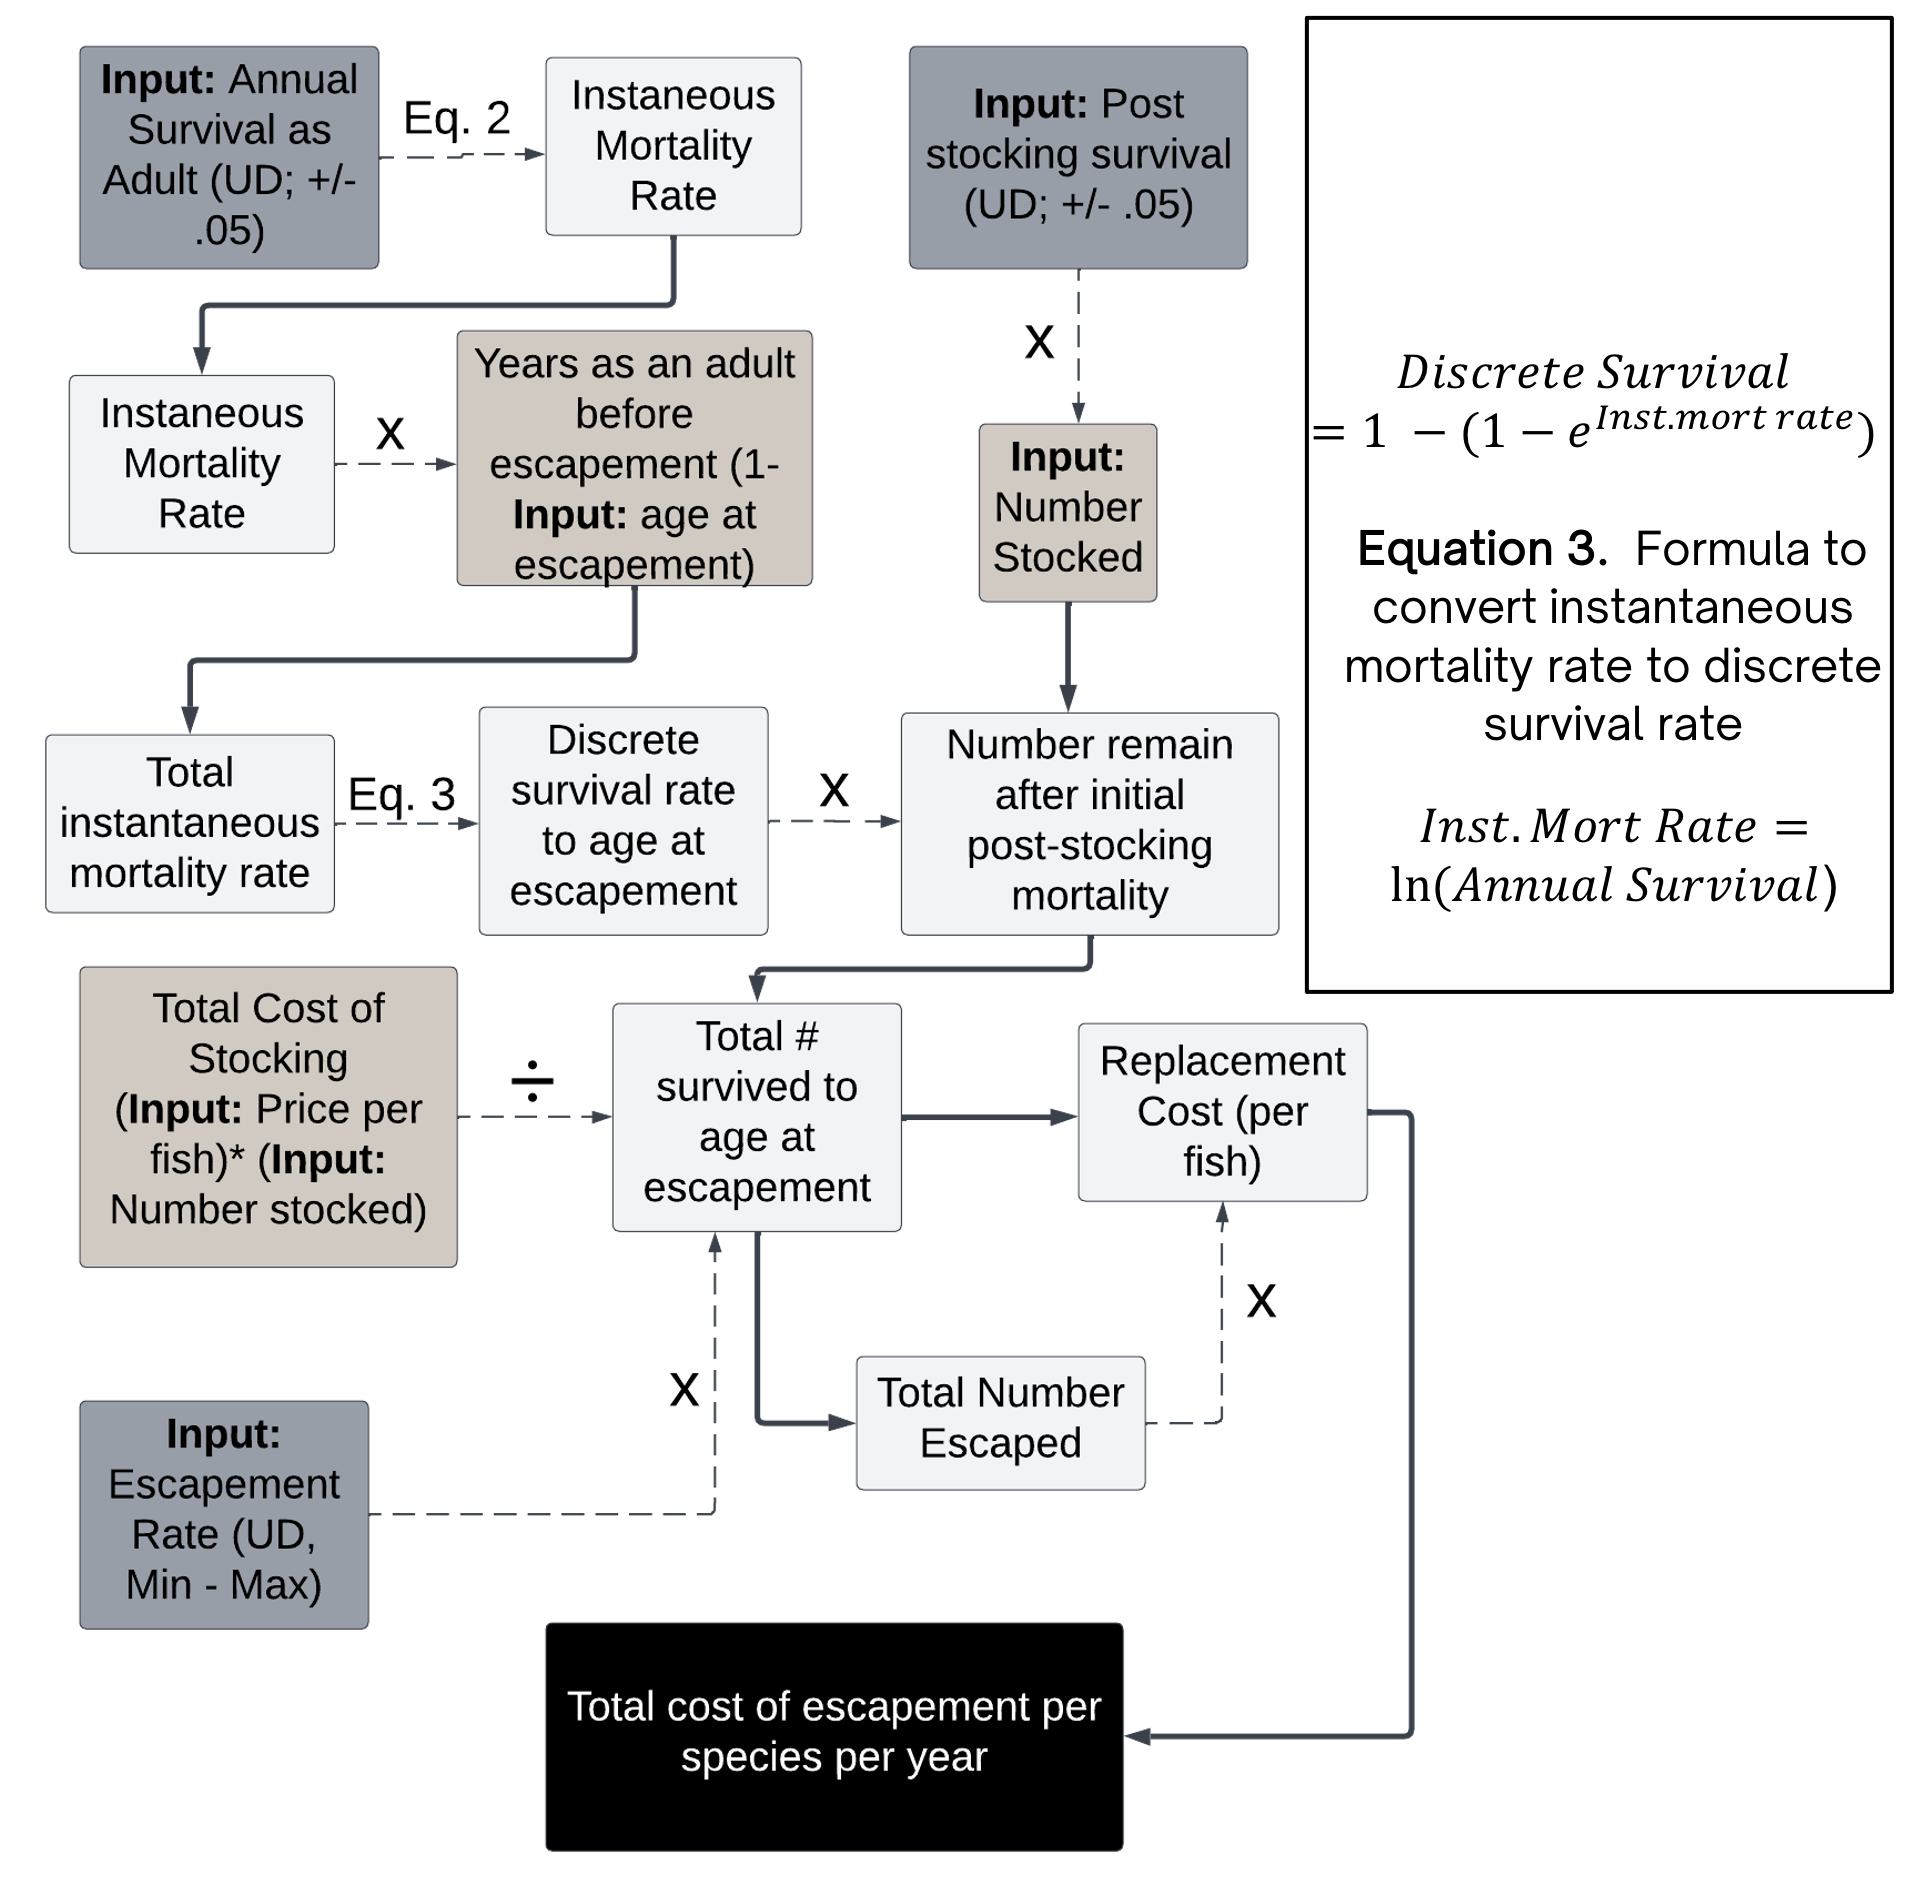 Input: Annual
Survival as
Adult (UD; +/-
.05)
Eq. 2
Instaneous
Mortality
Rate
Input: Post
stocking survival
(UD; +/- .05)
x
Instaneous
Mortality
Rate
x
Years as an adult
before
escapement (1-
Input: age at
escapement)
Input:
Number
Stocked
Total
instantaneous
mortality rate
Eq. 3
Discrete
survival rate
to age at
escapement
x
Number remain
after initial
post-stocking
mortality
Discrete Survival
= 1 − (1 − e^{Inst.mort rate})
Equation 3. Formula to
convert instantaneous
mortality rate to discrete
survival rate
Inst. Mort Rate =
ln(Annual Survival)
Total Cost of
Stocking
(Input: Price per
fish)* (Input:
Number stocked)
÷
Total #
survived to
age at
escapement
Replacement
Cost (per
fish)
x
x
Total Number
Escaped
Input:
Escapement
Rate (UD,
Min - Max)
Total cost of escapement per
species per year